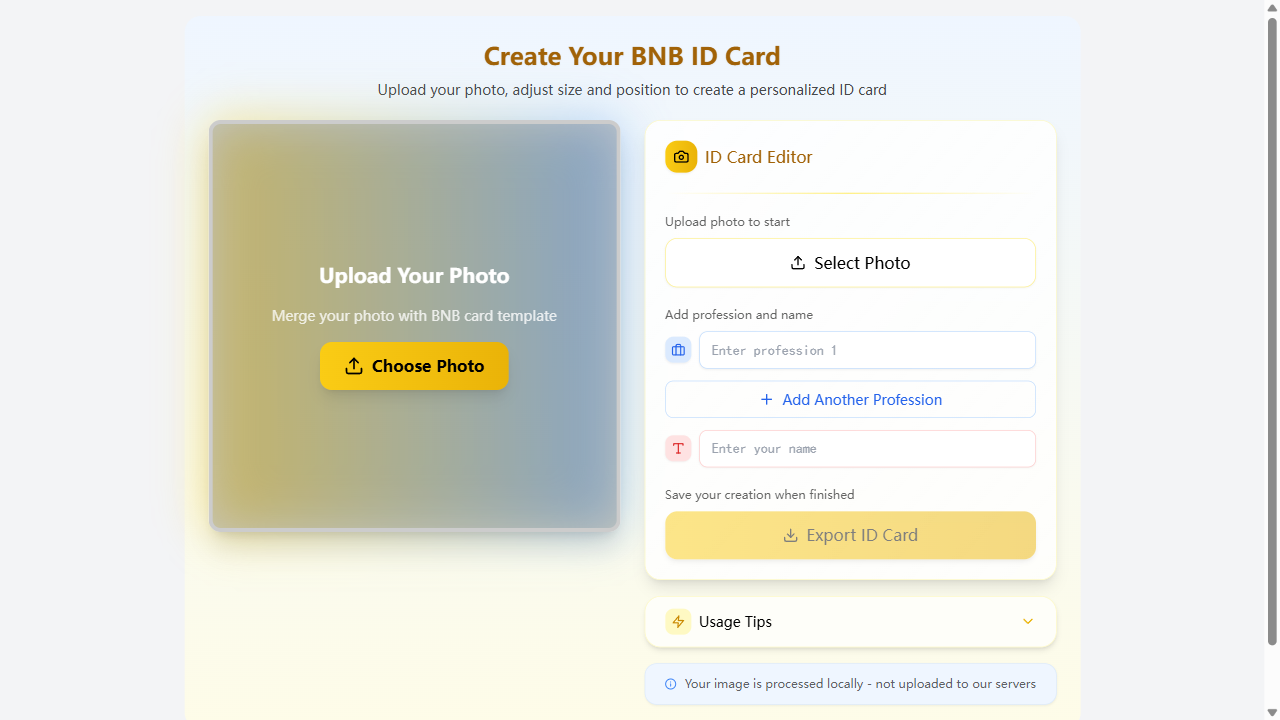 Create Your BNB ID Card
Upload your photo, adjust size and position to create a personalized ID card
Upload Your Photo
Merge your photo with BNB card template
Choose Photo
ID Card Editor
Upload photo to start
Select Photo
Add profession and name
Enter profession 1
Add Another Profession
Enter your name
Save your creation when finished
Export ID Card
Usage Tips
Your image is processed locally - not uploaded to our servers